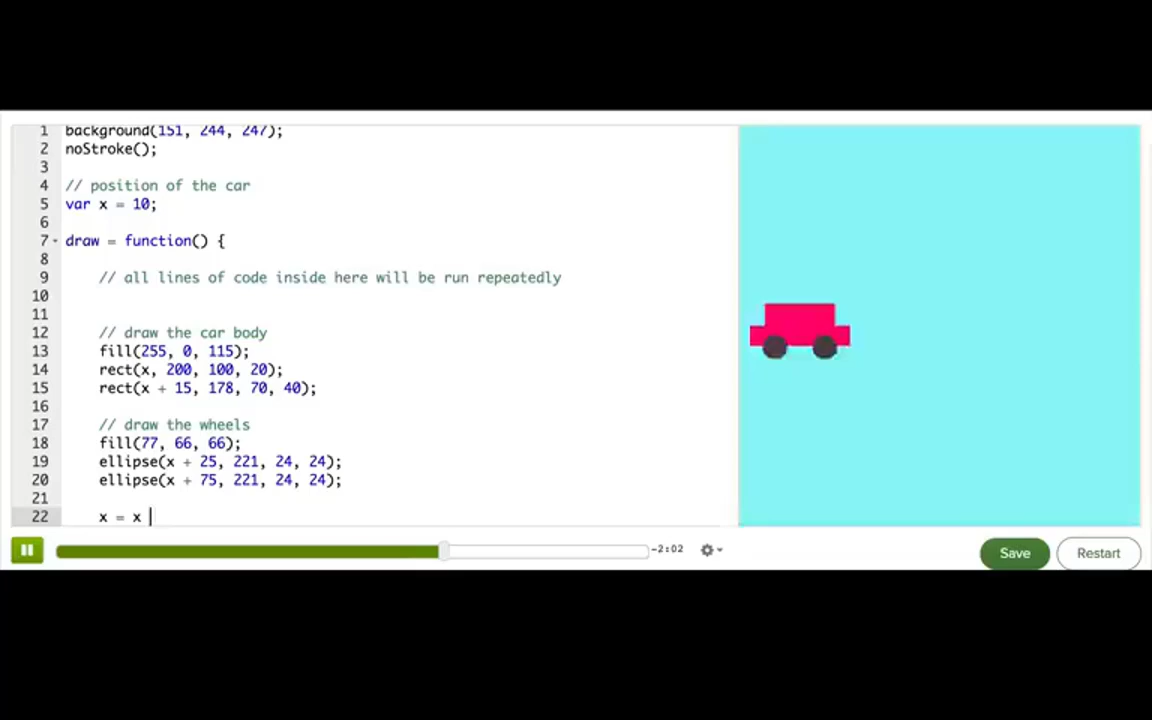 1 background(151, 244, 247);
2 noStroke();
3
4 // position of the car
5 var x = 10;
6
7 draw = function() {
8
9 // all lines of code inside here will be run repeatedly
10
11
12 // draw the car body
13 fill(255, 0, 115);
14 rect(x, 200, 100, 20);
15 rect(x + 15, 178, 70, 40);
16
17 // draw the wheels
18 fill(77, 66, 66);
19 ellipse(x + 25, 221, 24, 24);
20 ellipse(x + 75, 221, 24, 24);
21
22 x = x
-2:02
Save
Restart